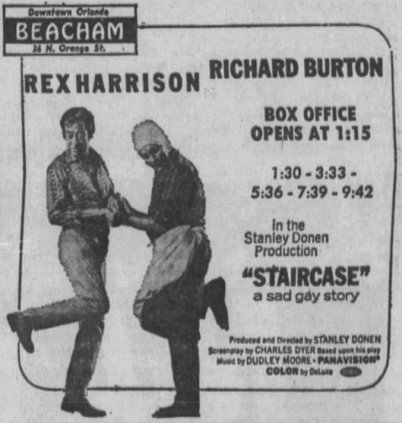 Downtown Orlando
BEACHAM
36 N. Orange St.
REX HARRISON
RICHARD BURTON
BOX OFFICE
OPENS AT 1:15
1:30 - 3:33 -
5:36 - 7:39 - 9:42
in the
Stanley Donen
Production
"STAIRCASE"
a sad gay story
Produced and Directed by STANLEY DONEN
Screenplay by CHARLES DYER Based upon his play
Music by DUDLEY MOORE • PANAVISION®
COLOR by DeLuxe